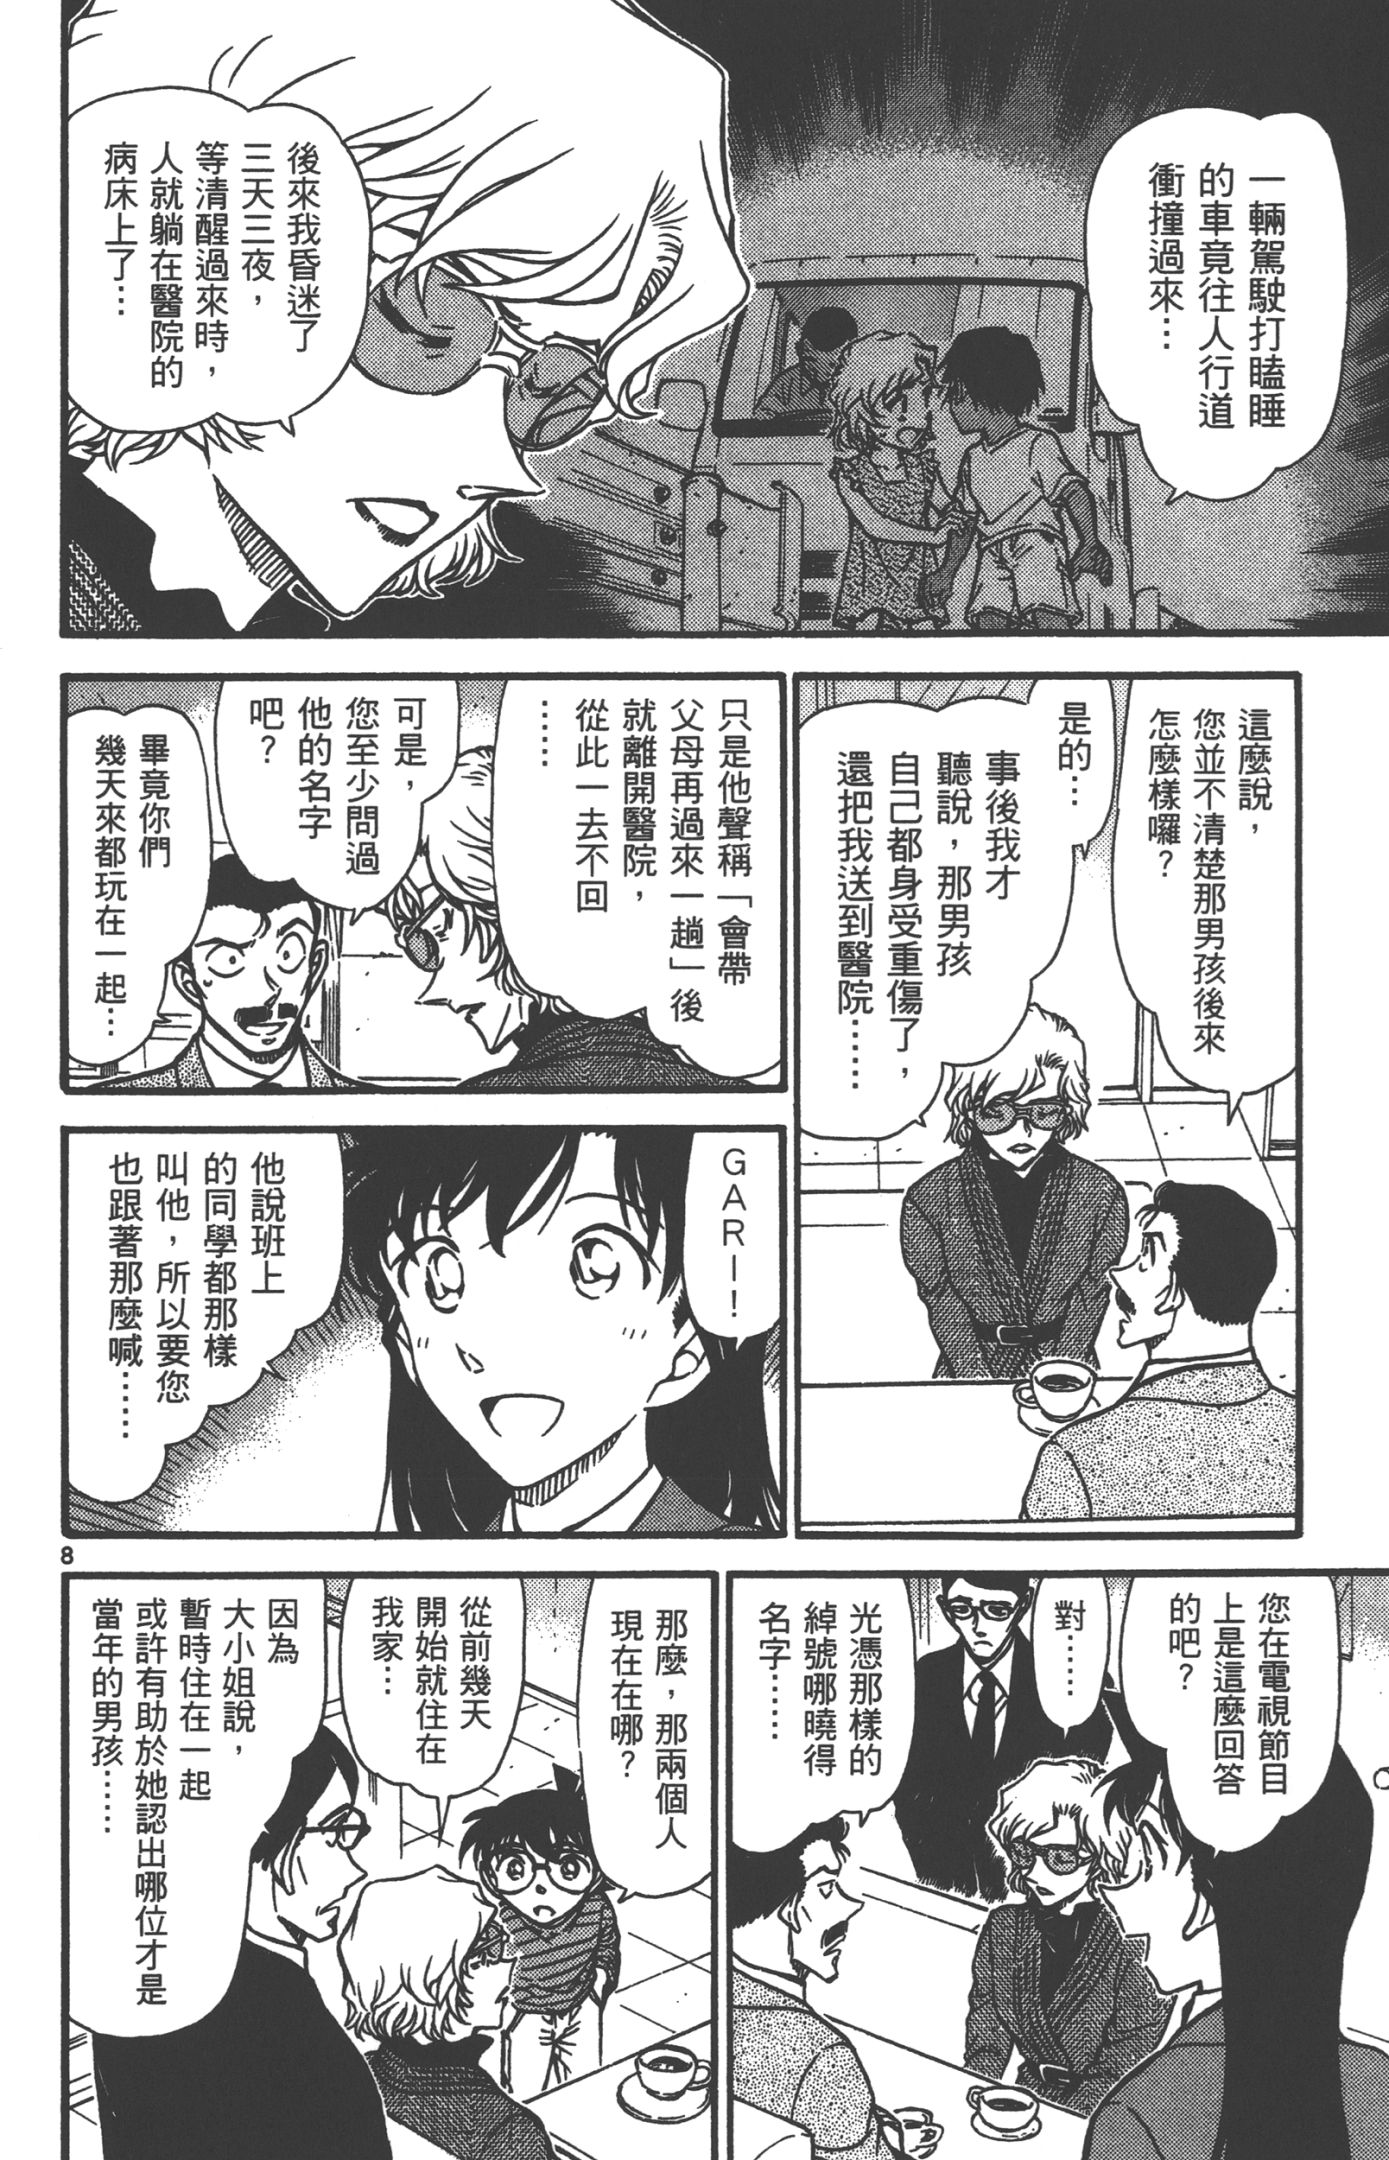 一輛駕駛打瞌睡
的車竟往人行道
衝撞過來…
後來我昏迷了
三天三夜，
等清醒過來時，
人就躺在醫院的
病床上了…
這麼說，
您並不清楚那男孩後來
怎麼樣囉？
是的…
事後我才
聽說，那男孩
自己都身受重傷了，
還把我送到醫院……
只是他聲稱「會帶
父母再過來一趟」後
就離開醫院，
從此一去不回
……
可是，
您至少問過
他的名字
吧？
畢竟你們
幾天來都玩在一起…
GARI！
他說班上
的同學都那樣
叫他，所以要您
也跟著那麼喊……
您在電視節目
上是這麼回答
的吧？
對……
光憑那樣的
綽號哪曉得
名字……
那麼，那兩個人
現在在哪？
從前幾天
開始就住在
我家…
因為
大小姐說，
暫時住在一起
或許有助於她認出哪位才是
當年的男孩……
8